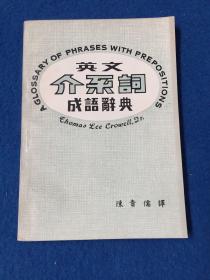 A GLOSSARY OF PHRASES WITH PREPOSITIONS
英文
介系詞
成語辭典
Thomas Lee Crowell, Jr.
陳晉儒譯